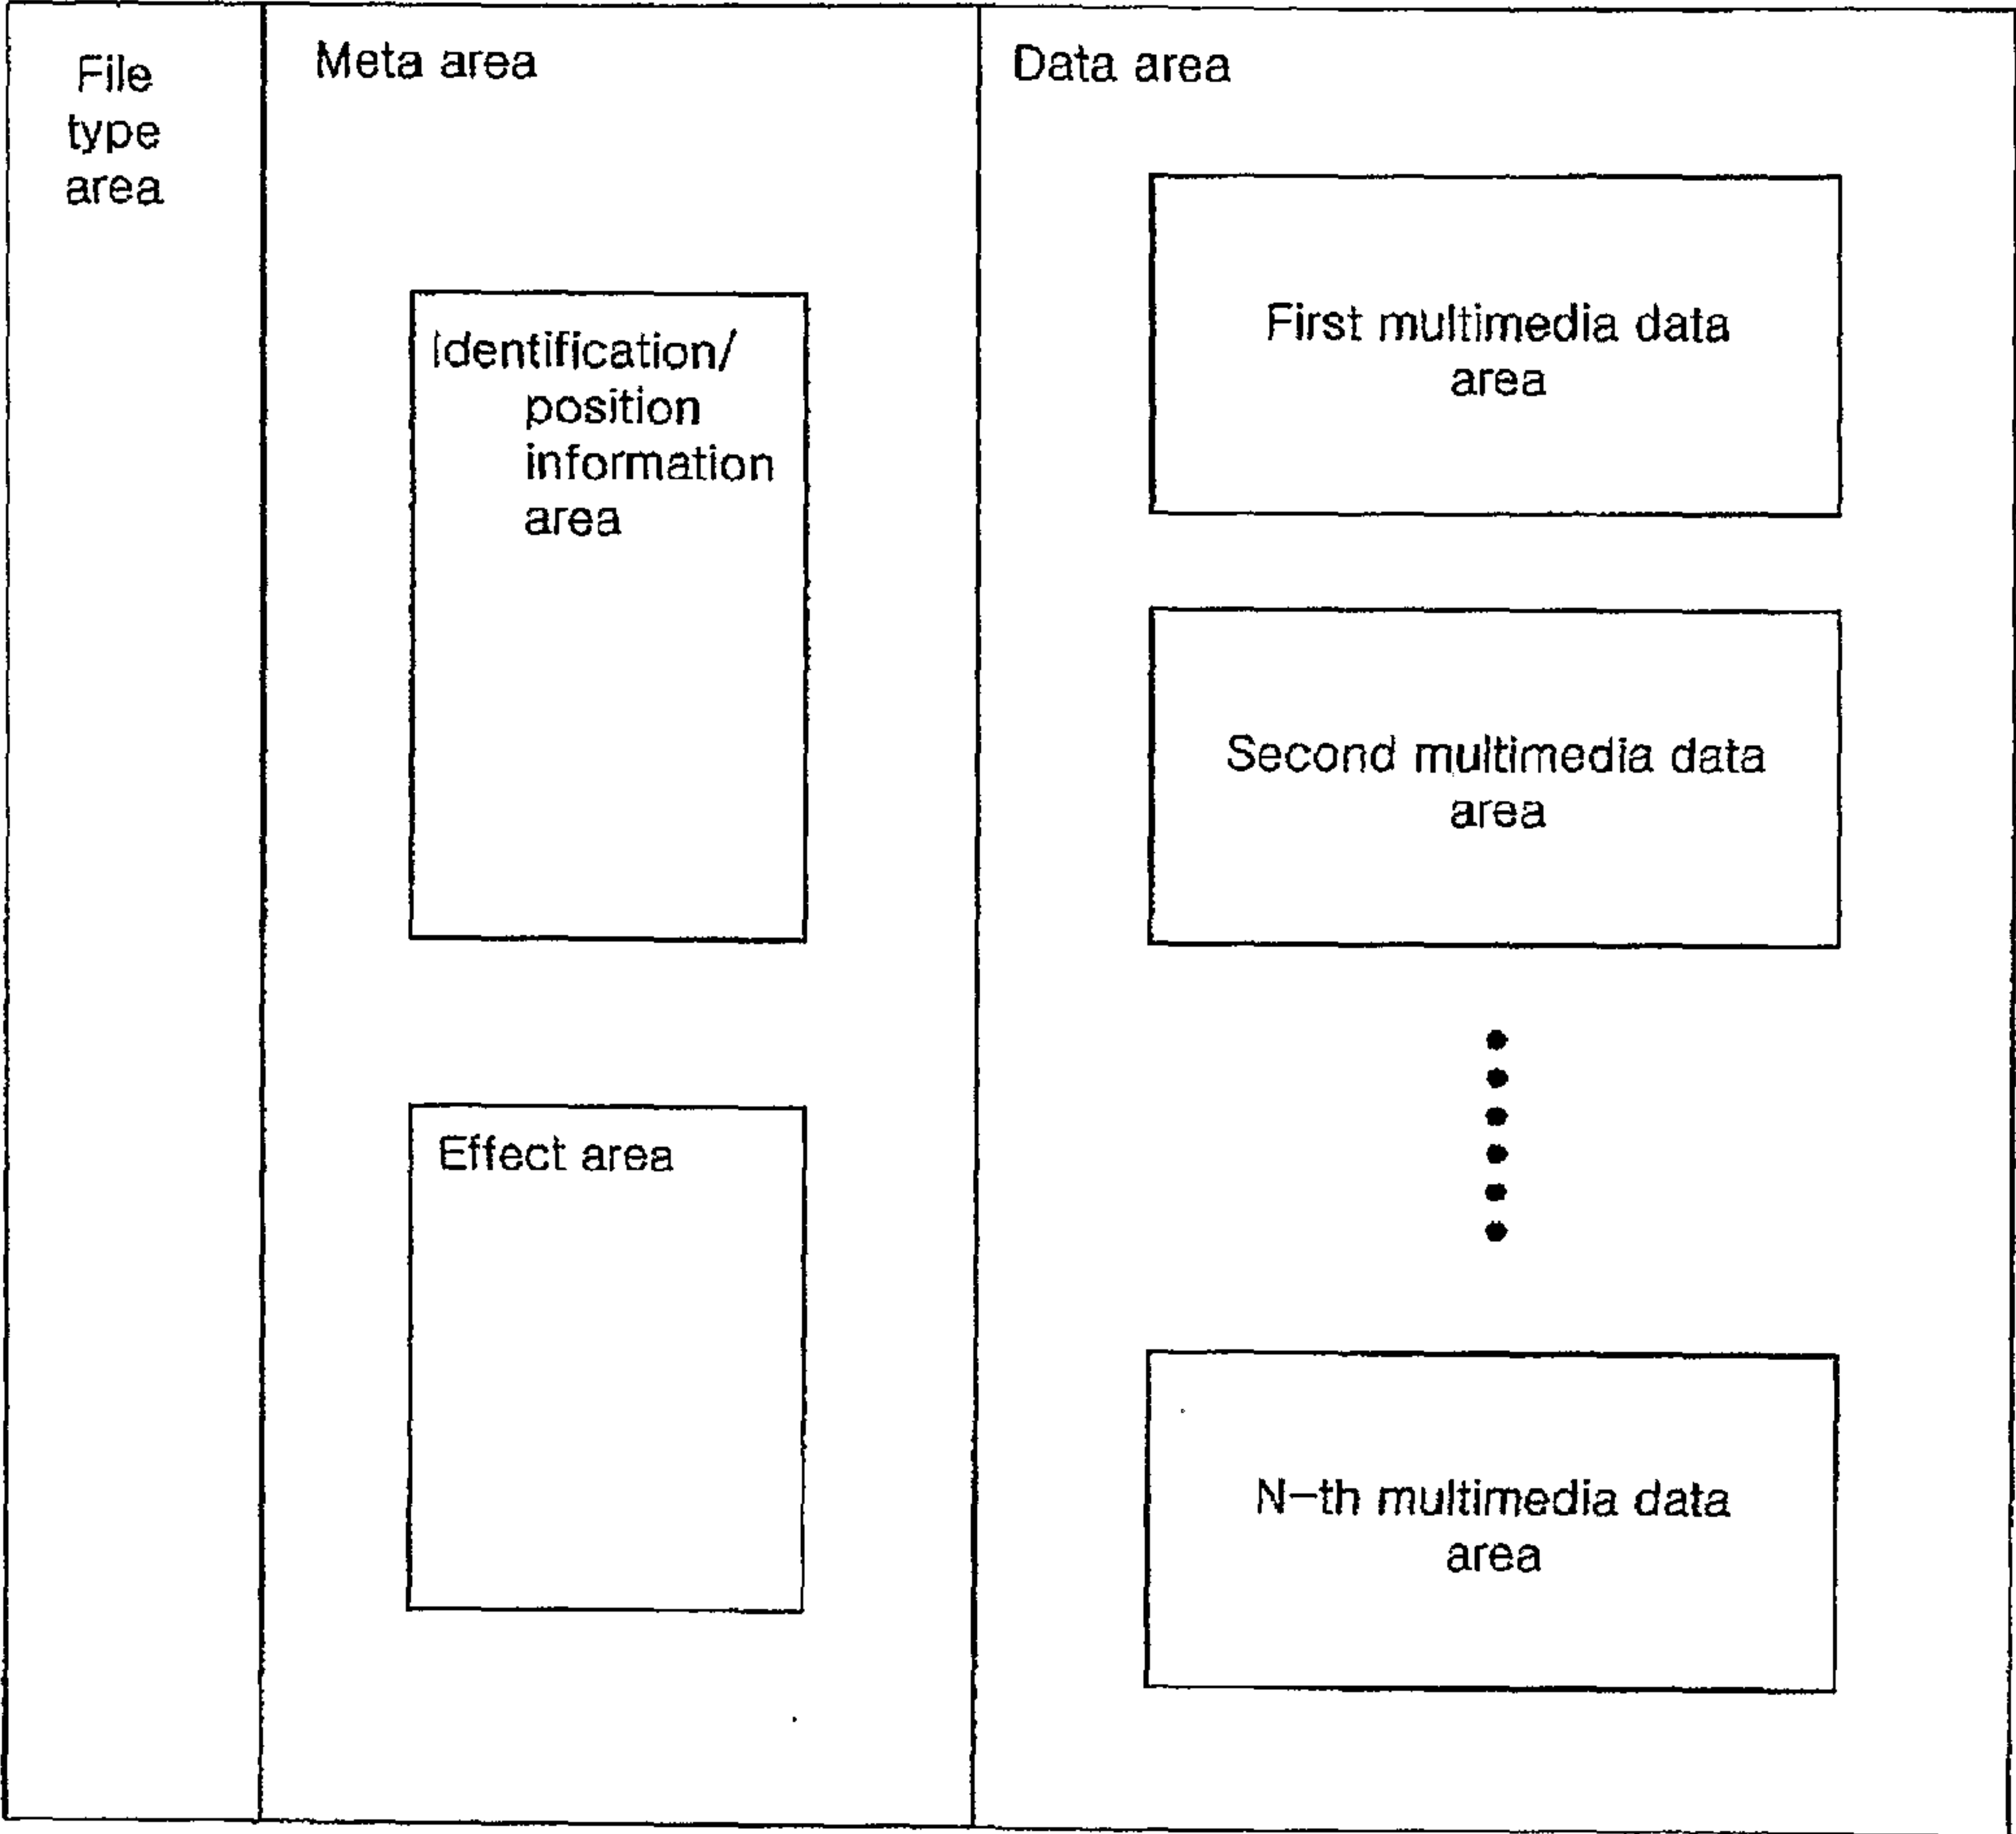 File
type
area
Meta area
Identification/
position
information
area
Effect area
Data area
First multimedia data
area
Second multimedia data
area
N-th multimedia data
area